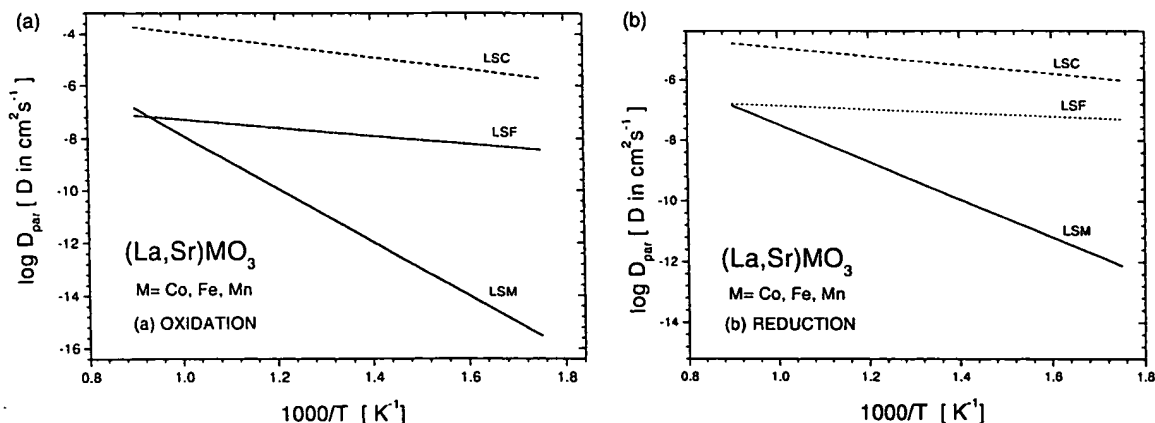 (a)
-4
-6
-8
-10
-12
-14
-16
log D_par [ D in cm²s⁻¹ ]
LSC
LSF
LSM
(La,Sr)MO₃
M= Co, Fe, Mn
(a) OXIDATION
0.8 1.0 1.2 1.4 1.6 1.8
1000/T [ K⁻¹ ]
(b)
-6
-8
-10
-12
-14
log D_par [ D in cm²s⁻¹ ]
LSC
LSF
LSM
(La,Sr)MO₃
M= Co, Fe, Mn
(b) REDUCTION
0.8 1.0 1.2 1.4 1.6 1.8
1000/T [ K⁻¹ ]